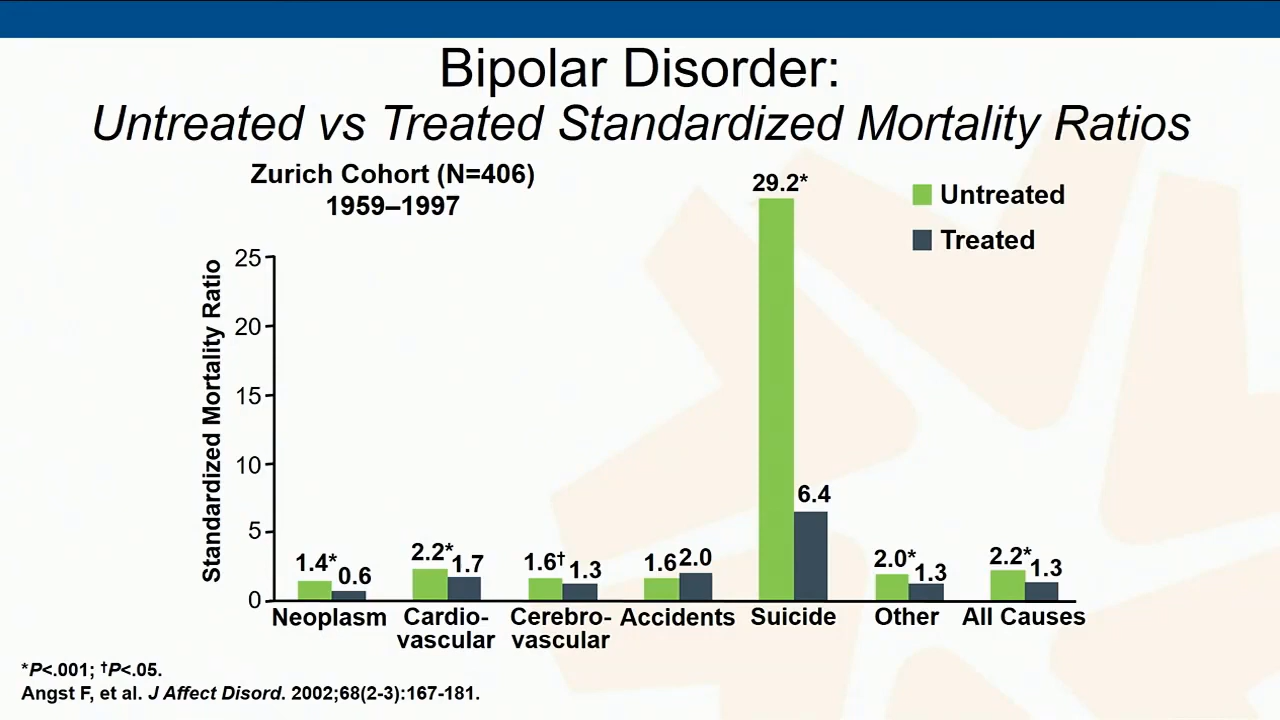 Bipolar Disorder:
Untreated vs Treated Standardized Mortality Ratios
Zurich Cohort (N=406)
1959–1997
Untreated
Treated
Standardized Mortality Ratio
25
20
15
10
5
0
1.4* 0.6
2.2* 1.7
1.6† 1.3
1.6 2.0
29.2* 6.4
2.0* 1.3
2.2* 1.3
Neoplasm
Cardio-
vascular
Cerebro-
vascular
Accidents
Suicide
Other
All Causes
*P<.001; †P<.05.
Angst F, et al. J Affect Disord. 2002;68(2-3):167-181.